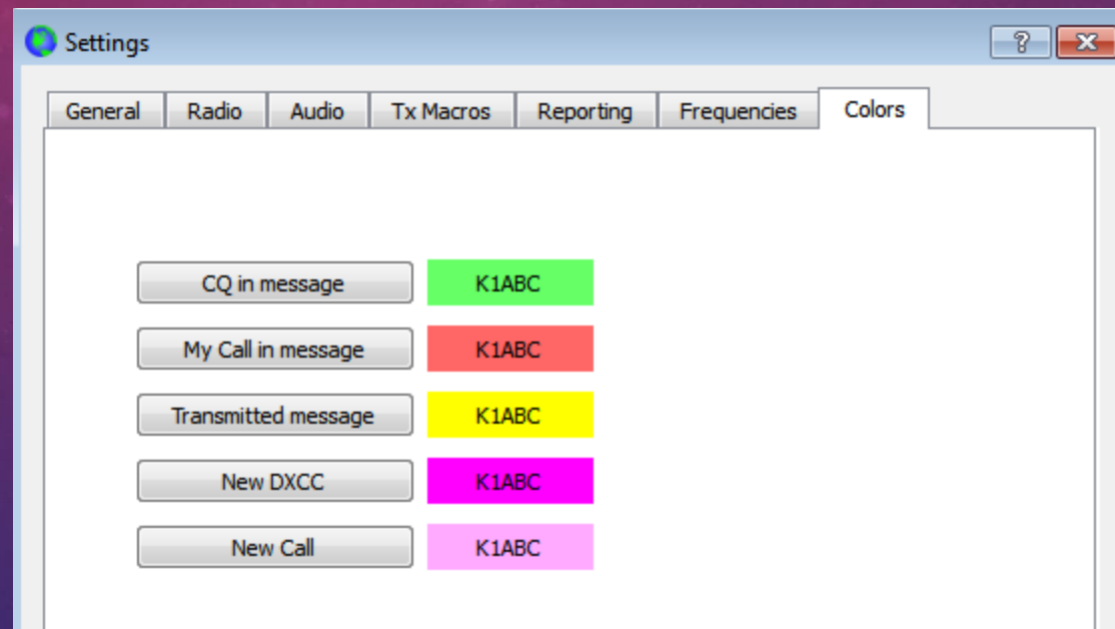 Settings
General Radio Audio Tx Macros Reporting Frequencies Colors
CQ in message K1ABC
My Call in message K1ABC
Transmitted message K1ABC
New DXCC K1ABC
New Call K1ABC